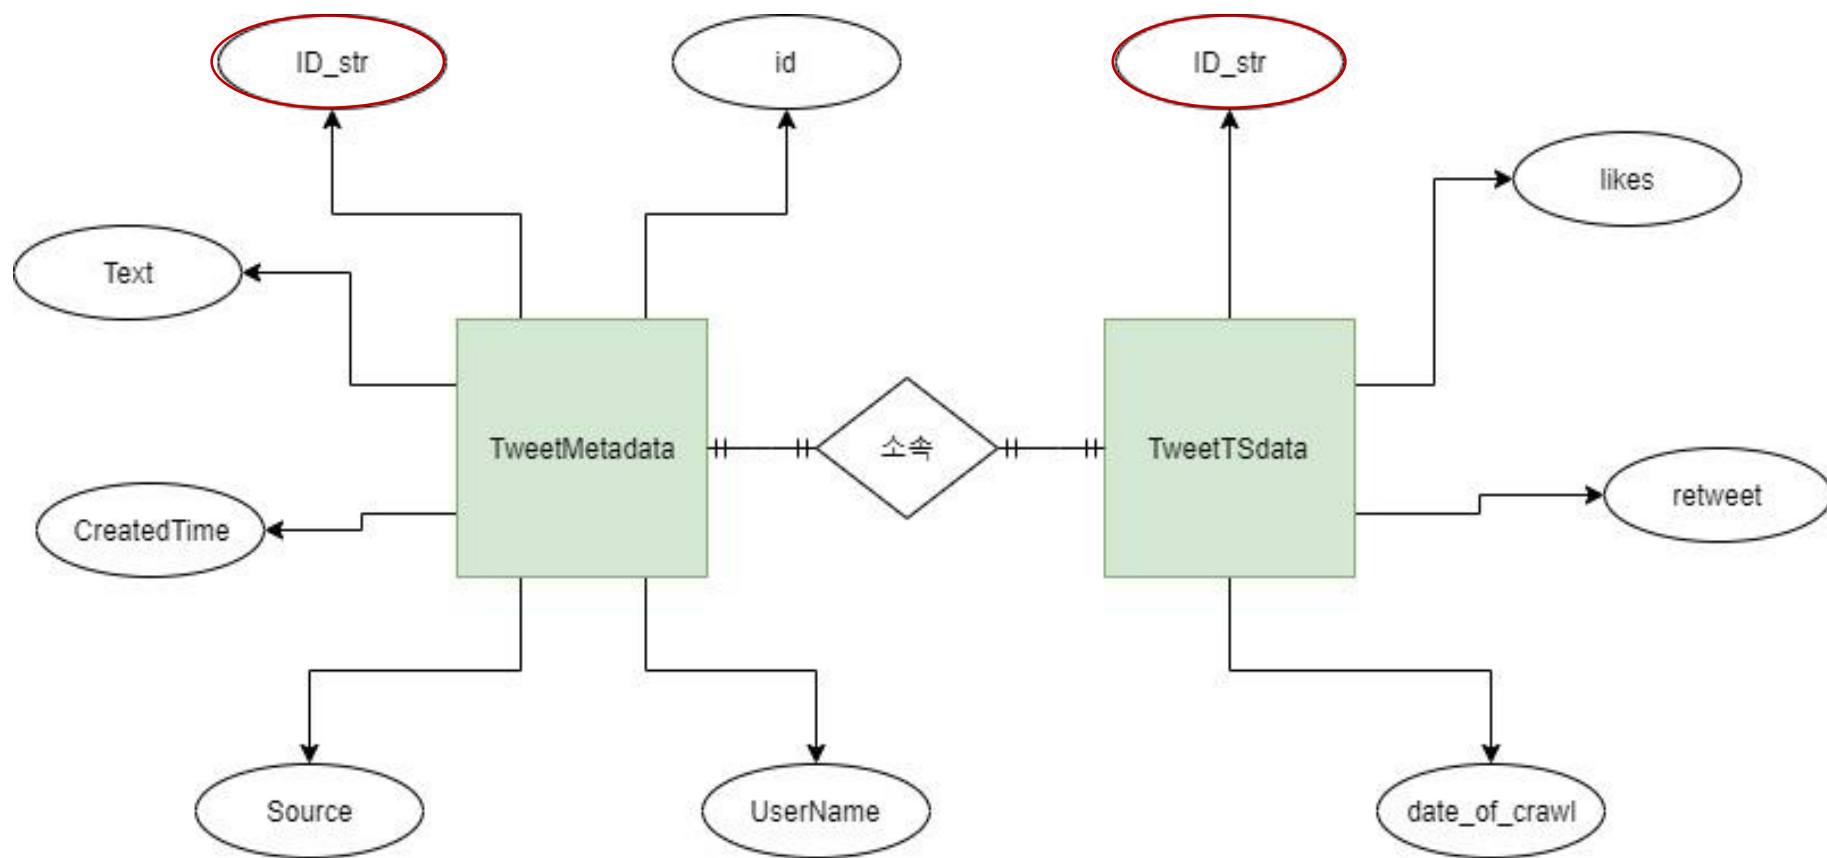 ID_str
id
ID_str
likes
Text
TweetMetadata
소속
TweetTSdata
retweet
CreatedTime
Source
UserName
date_of_crawl